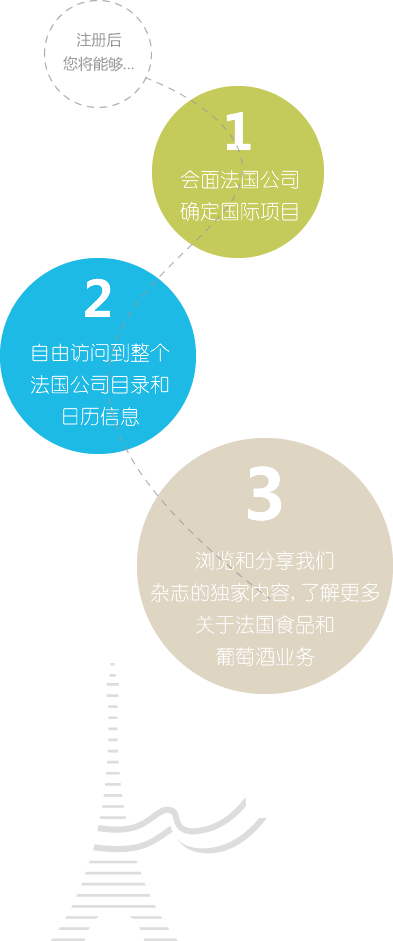 注册后
您将能够...
1
会面法国公司
确定国际项目
2
自由访问到整个
法国公司目录和
日历信息
3
浏览和分享我们
杂志的独家内容, 了解更多
关于法国食品和
葡萄酒业务